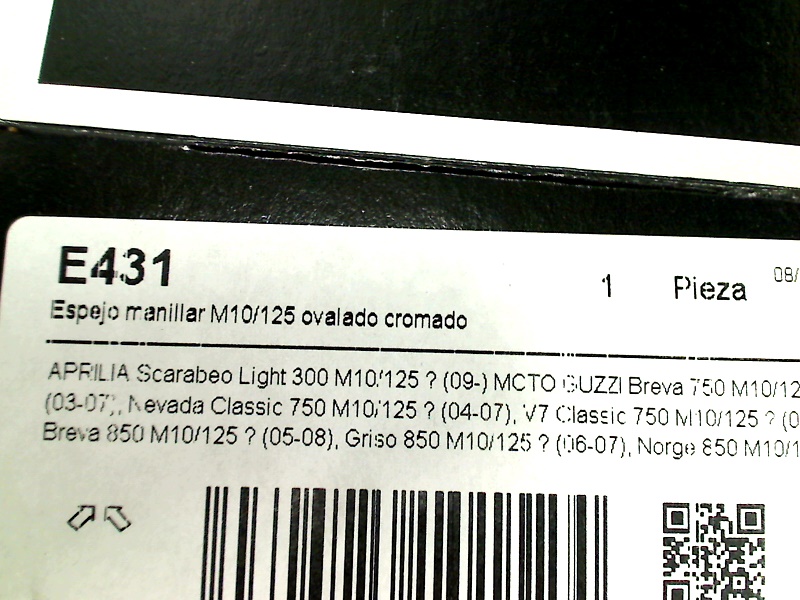 E431
1 Pieza 08/
Espejo manillar M10/125 ovalado cromado
APRILIA Scarabeo Light 300 M10/125 ? (09-) MOTO GUZZI Breva 750 M10/12
(03-07), Nevada Classic 750 M10/125 ? (04-07), V7 Classic 750 M10/125 ? (0
Breva 850 M10/125 ? (05-08), Griso 850 M10/125 ? (06-07), Norge 850 M10/1